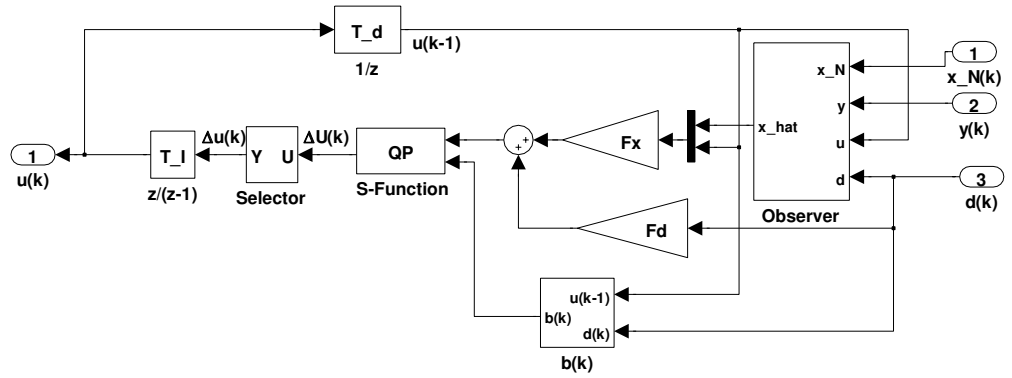 T_d
u(k-1)
1/z
1
x_N(k)
x_N
2
y(k)
y
x_hat
u
3
d(k)
d
Observer
Fx
+
+
QP
S-Function
ΔU(k)
Y U
Selector
Δu(k)
T_I
z/(z-1)
1
u(k)
Fd
u(k-1)
b(k)
d(k)
b(k)